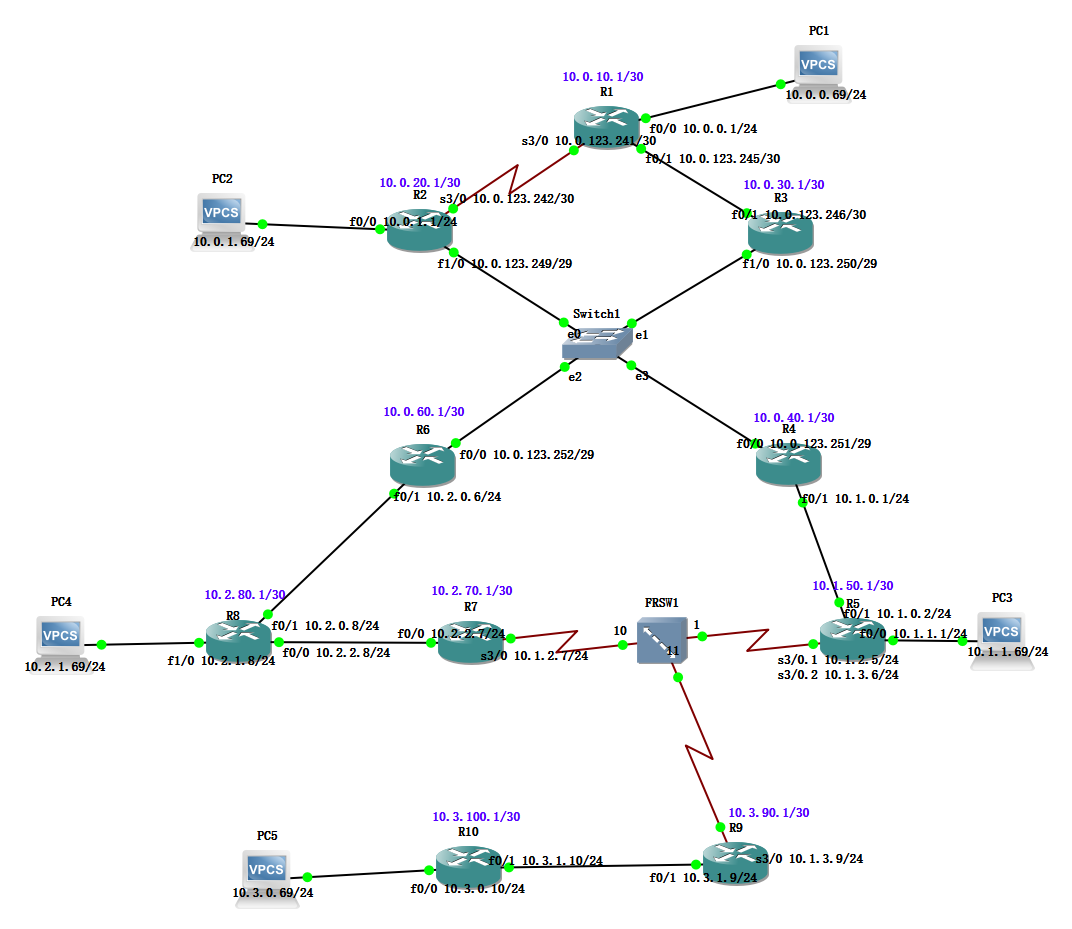 PC1
VPCS
10.0.0.69/24
10.0.10.1/30
R1
f0/0 10.0.0.1/24
s3/0 10.0.123.241/30
f0/1 10.0.123.245/30
PC2
VPCS
10.0.1.69/24
10.0.20.1/30
R2
s3/0 10.0.123.242/30
f0/0 10.0.1.1/24
f1/0 10.0.123.249/29
10.0.30.1/30
R3
f0/1 10.0.123.246/30
f1/0 10.0.123.250/29
Switch1
e0
e1
e2
e3
10.0.60.1/30
R6
f0/0 10.0.123.252/29
f0/1 10.2.0.6/24
10.0.40.1/30
R4
f0/0 10.0.123.251/29
f0/1 10.1.0.1/24
PC4
VPCS
10.2.1.69/24
10.2.80.1/30
R8
f0/1 10.2.0.8/24
f0/0 10.2.2.8/24
f1/0 10.2.1.8/24
10.2.70.1/30
R7
f0/0 10.2.2.7/24
s3/0 10.1.2.7/24
FRSW1
10
1
11
10.1.50.1/30
R5
f0/1 10.1.0.2/24
f0/0 10.1.1.1/24
s3/0.1 10.1.2.5/24
s3/0.2 10.1.3.6/24
PC3
VPCS
10.1.1.69/24
PC5
VPCS
10.3.0.69/24
10.3.100.1/30
R10
f0/1 10.3.1.10/24
f0/0 10.3.0.10/24
10.3.90.1/30
R9
s3/0 10.1.3.9/24
f0/1 10.3.1.9/24